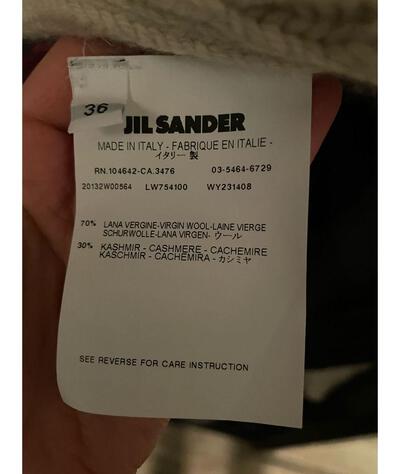 36
JIL SANDER
MADE IN ITALY - FABRIQUE EN ITALIE -
イタリー 製
RN.104642-CA.3476 03-5464-6729
20132W00564 LW754100 WY231408
70% LANA VERGINE-VIRGIN WOOL-LAINE VIERGE
SCHURWOLLE-LANA VIRGEN- ウール
30% KASHMIR - CASHMERE - CACHEMIRE
KASCHMIR - CACHEMIRA - カシミヤ
SEE REVERSE FOR CARE INSTRUCTION